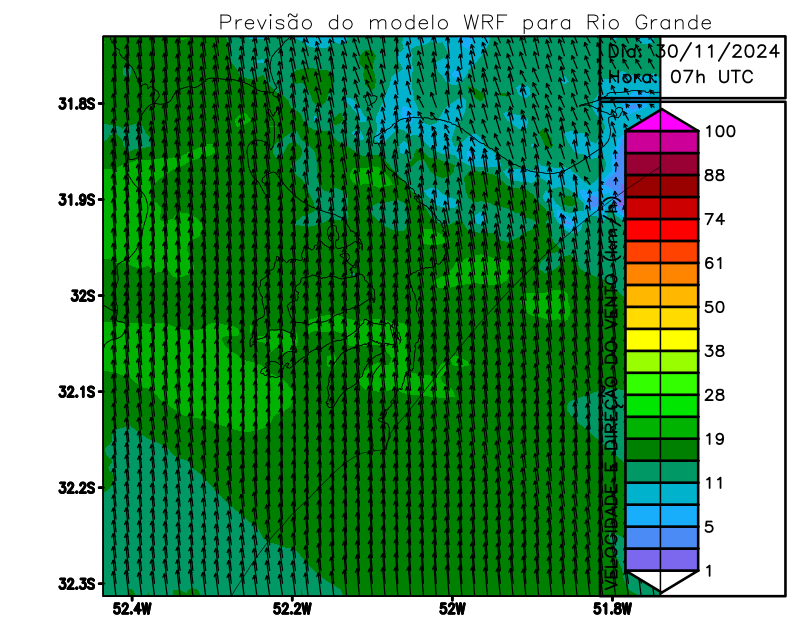 Previsão do modelo WRF para Rio Grande
Dia: 30/11/2024
Hora: 07h UTC
31.8S
31.9S
32S
32.1S
32.2S
32.3S
52.4W
52.2W
52W
51.8W
VELOCIDADE E DIREÇÃO DO VENTO (km/h)
100
88
74
61
50
38
28
19
11
5
1